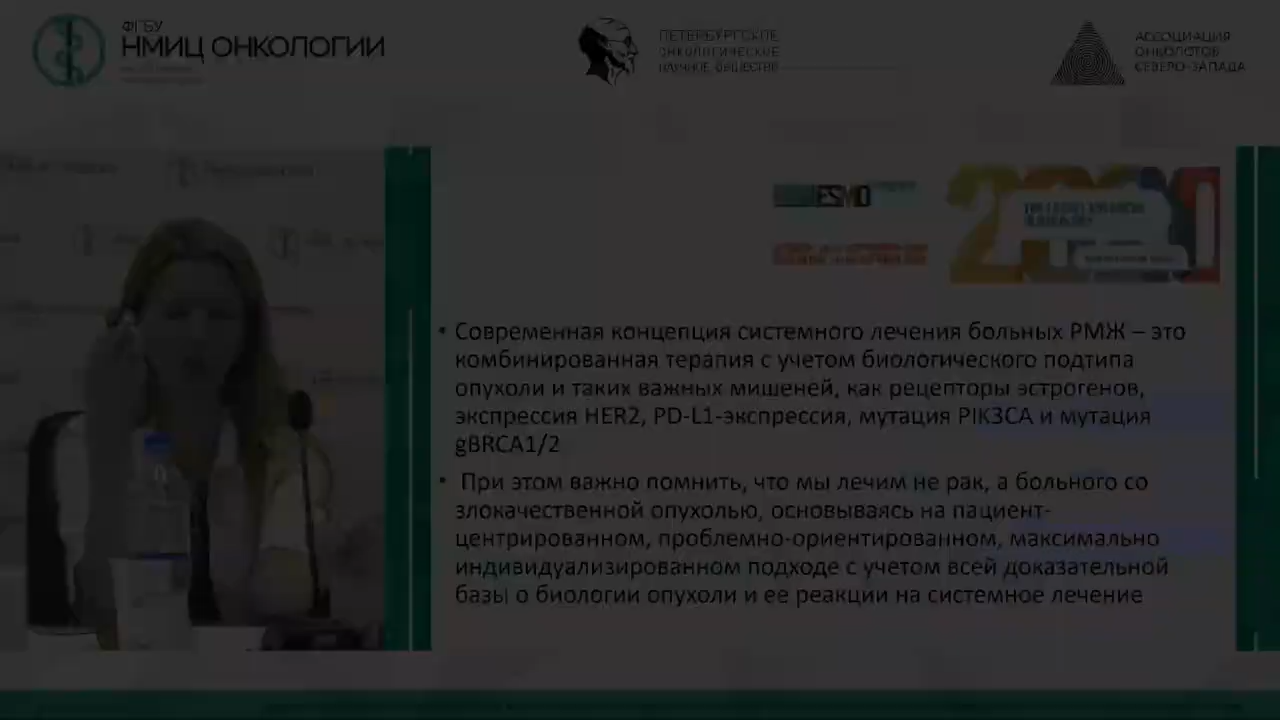 ФГБУ
НМИЦ ОНКОЛОГИИ
ПЕТЕРБУРГСКОЕ
ОНКОЛОГИЧЕСКОЕ
НАУЧНОЕ ОБЩЕСТВО
АССОЦИАЦИЯ
ОНКОЛОГОВ
СЕВЕРО-ЗАПАДА
ESMO
2021
• Современная концепция системного лечения больных РМЖ – это
комбинированная терапия с учетом биологического подтипа
опухоли и таких важных мишеней, как рецепторы эстрогенов,
экспрессия HER2, PD-L1-экспрессия, мутация PIK3CA и мутация
gBRCA1/2
• При этом важно помнить, что мы лечим не рак, а больного со
злокачественной опухолью, основываясь на пациент-
центрированном, проблемно-ориентированном, максимально
индивидуализированном подходе с учетом всей доказательной
базы о биологии опухоли и ее реакции на системное лечение